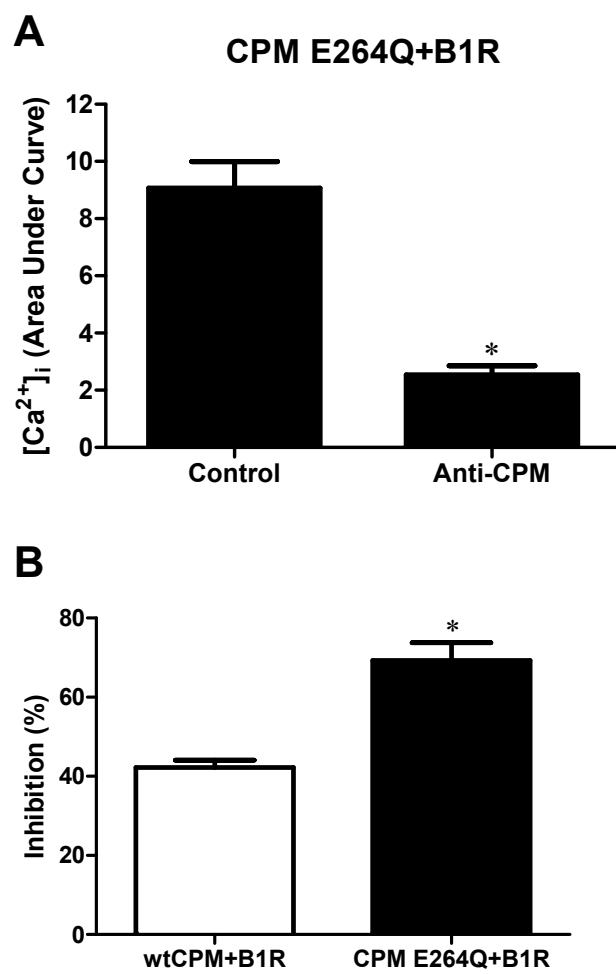 A
CPM E264Q+B1R
[Ca2+]i (Area Under Curve)
12
10
8
6
4
2
0
*
Control
Anti-CPM
B
Inhibition (%)
80
60
40
20
0
*
wtCPM+B1R
CPM E264Q+B1R